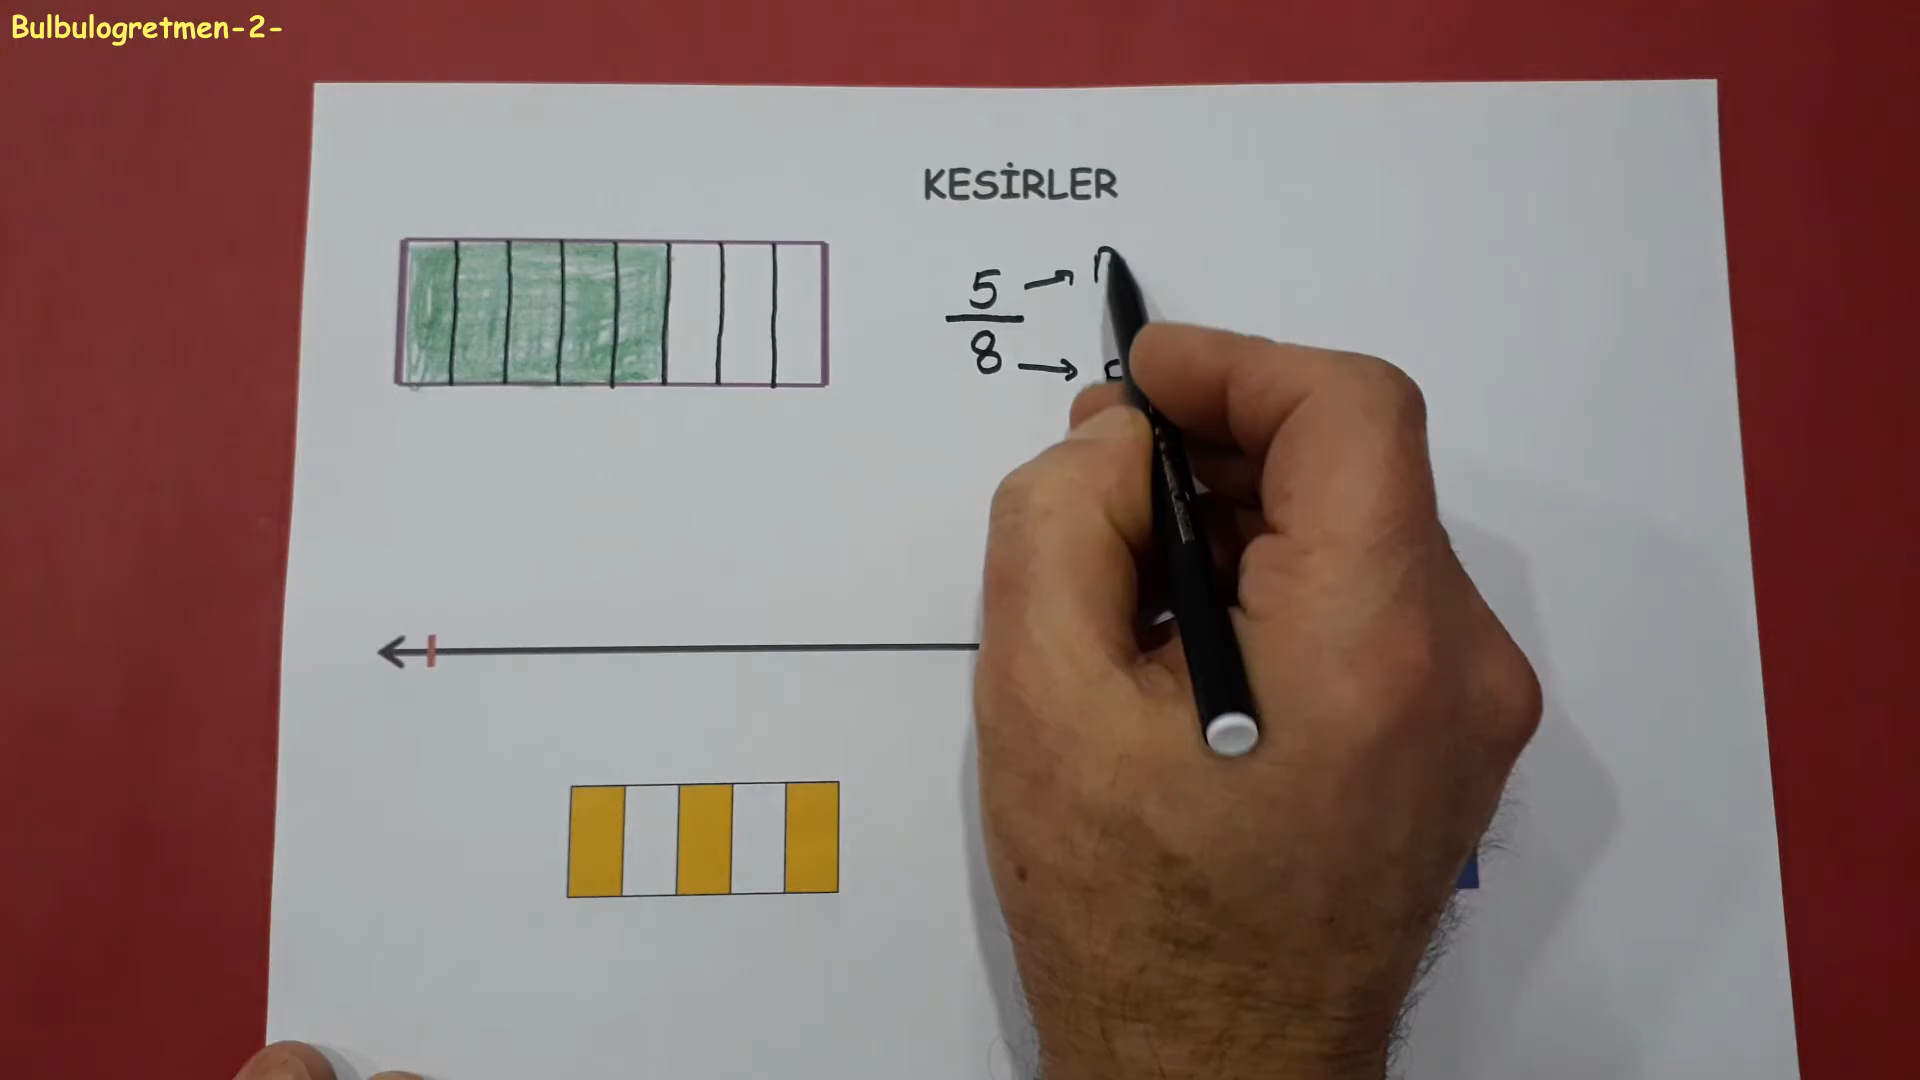 Bulbulogretmen-2-
KESİRLER
5 →
8 →